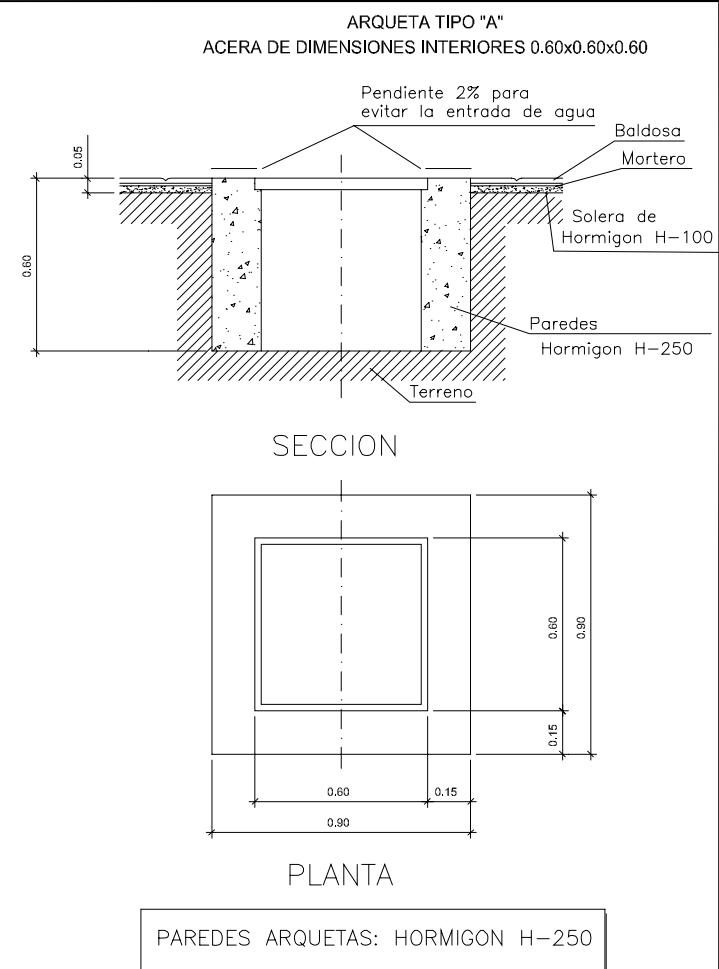 ARQUETA TIPO "A"
ACERA DE DIMENSIONES INTERIORES 0.60x0.60x0.60
Pendiente 2% para
evitar la entrada de agua
Baldosa
Mortero
0.05
Solera de
Hormigon H-100
0.60
Paredes
Hormigon H-250
Terreno
SECCION
0.60
0.90
0.15
0.60
0.15
0.90
PLANTA
PAREDES ARQUETAS: HORMIGON H-250